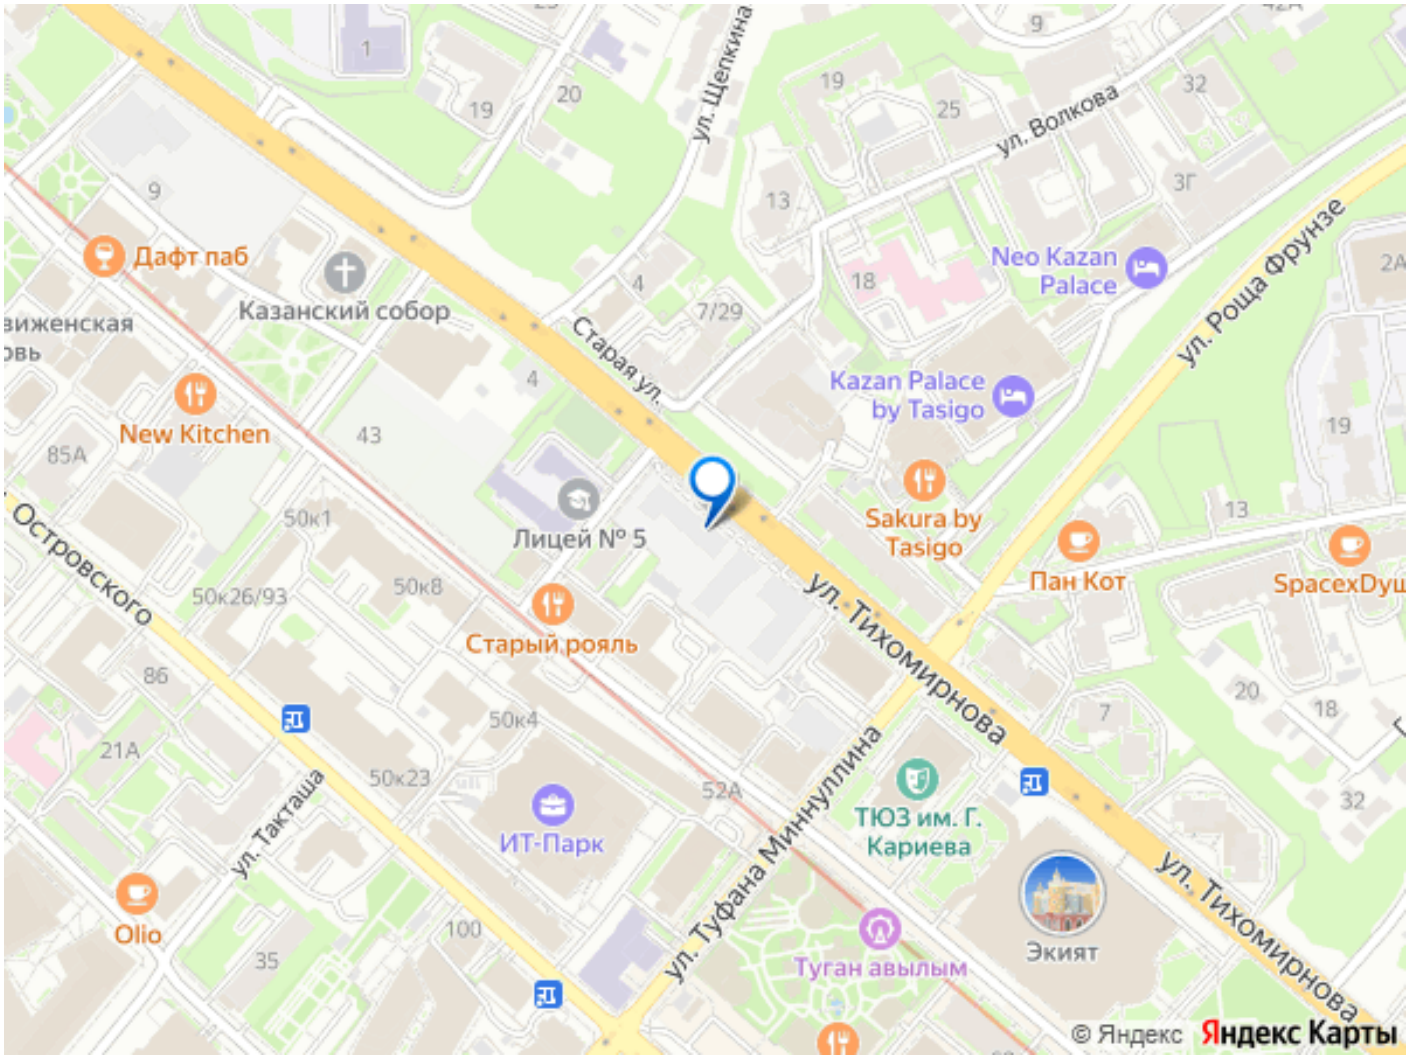 23
42А
9
1
19
20
ул. Щепкина
19
25
32
ул. Волкова
3Г
9
13
Дафт паб
Казанский собор
4
7/29
18
Neo Kazan
Palace
2А
ул. Роща Фрунзе
виженская
овь
Старая ул.
4
Kazan Palace
by Tasigo
New Kitchen
43
85А
19
Sakura by
Tasigo
Лицей № 5
50к1
13
Островского
50к26/93
50к8
Пан Кот
SpacexДуш
Старый рояль
ул. Тихомирнова
86
20
18
7
50к4
21А
50к23
52А
ул. Такташа
ИТ-Парк
ТЮЗ им. Г.
Кариева
32
ул. Туфана Миннуллина
ул. Тихомирнова
Olio
100
35
Туган авылым
Экият
© Яндекс Яндекс Карты